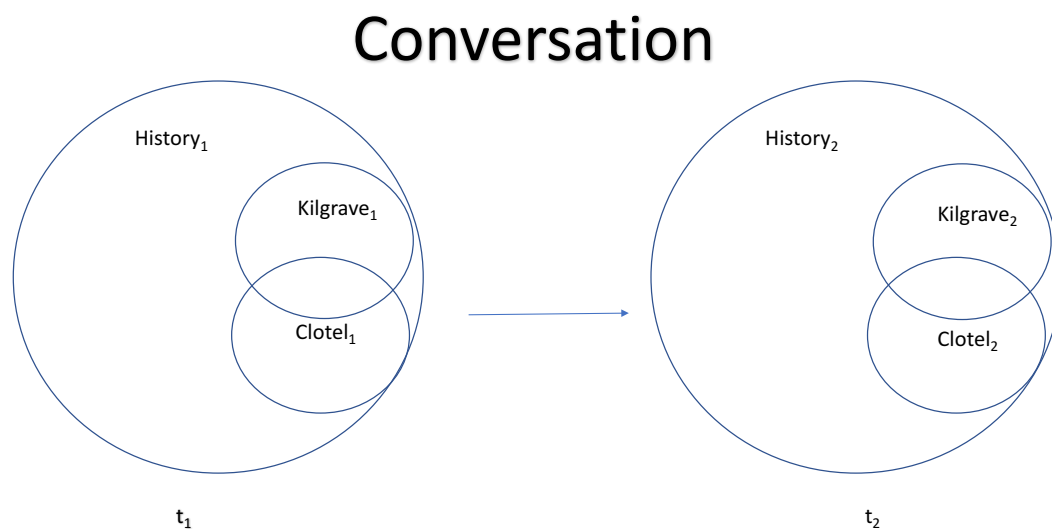 Conversation
History₁
Kilgrave₁
Clotel₁
t₁
History₂
Kilgrave₂
Clotel₂
t₂